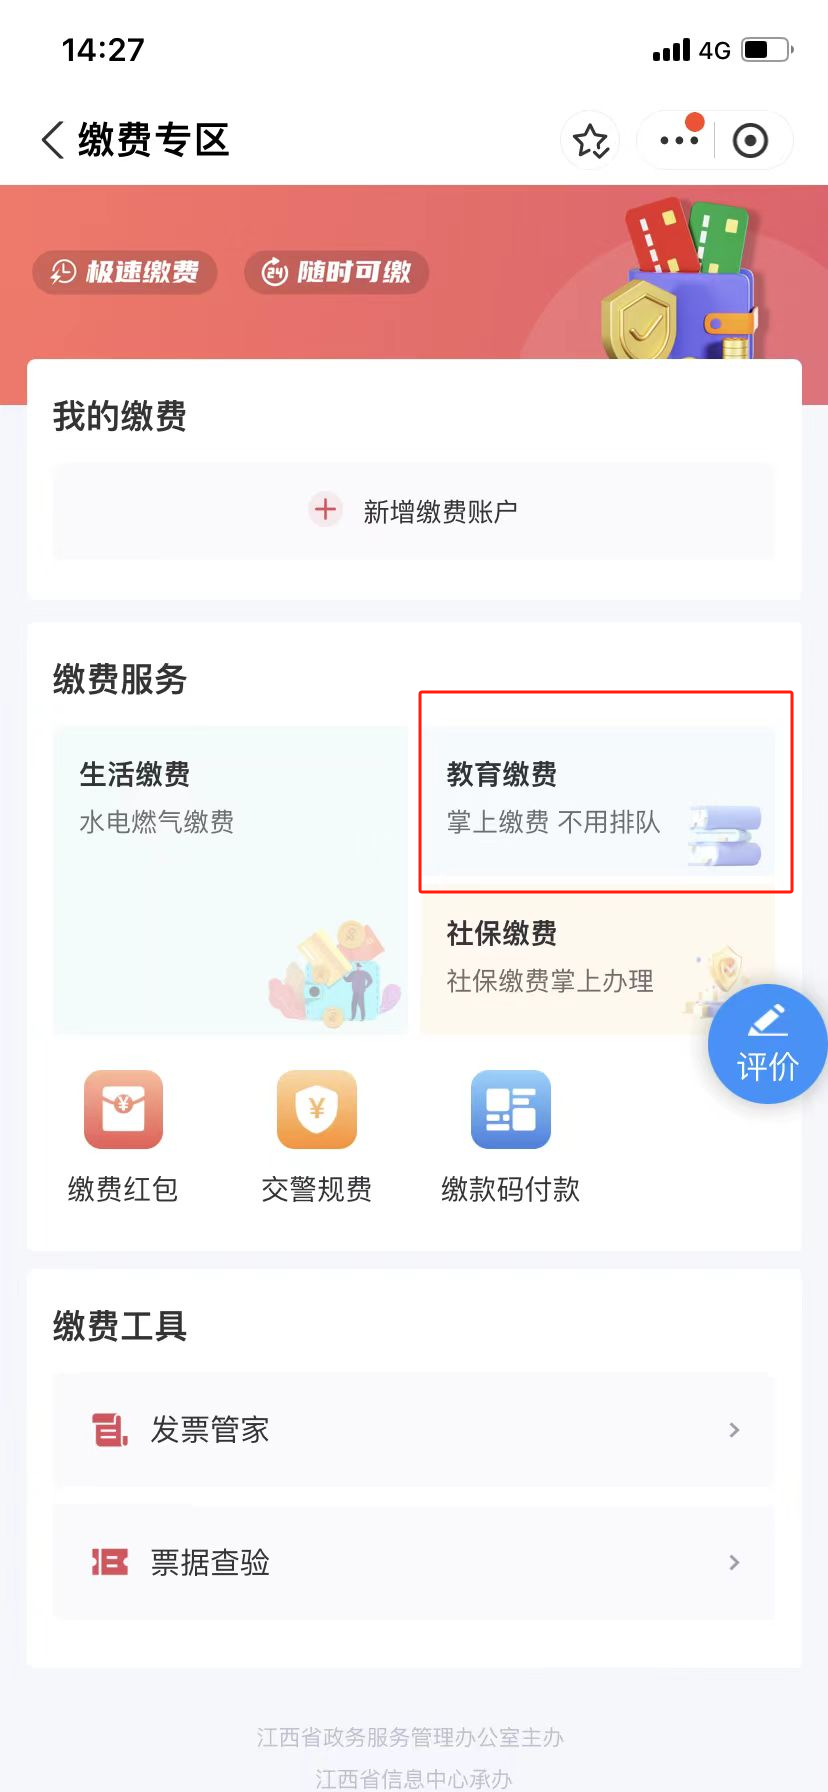 14:27
4G
缴费专区
极速缴费
24 随时可缴
我的缴费
新增缴费账户
缴费服务
生活缴费
水电燃气缴费
教育缴费
掌上缴费 不用排队
社保缴费
社保缴费掌上办理
评价
缴费红包
交警规费
缴款码付款
缴费工具
发票管家
票据查验
江西省政务服务管理办公室主办
江西省信息中心承办